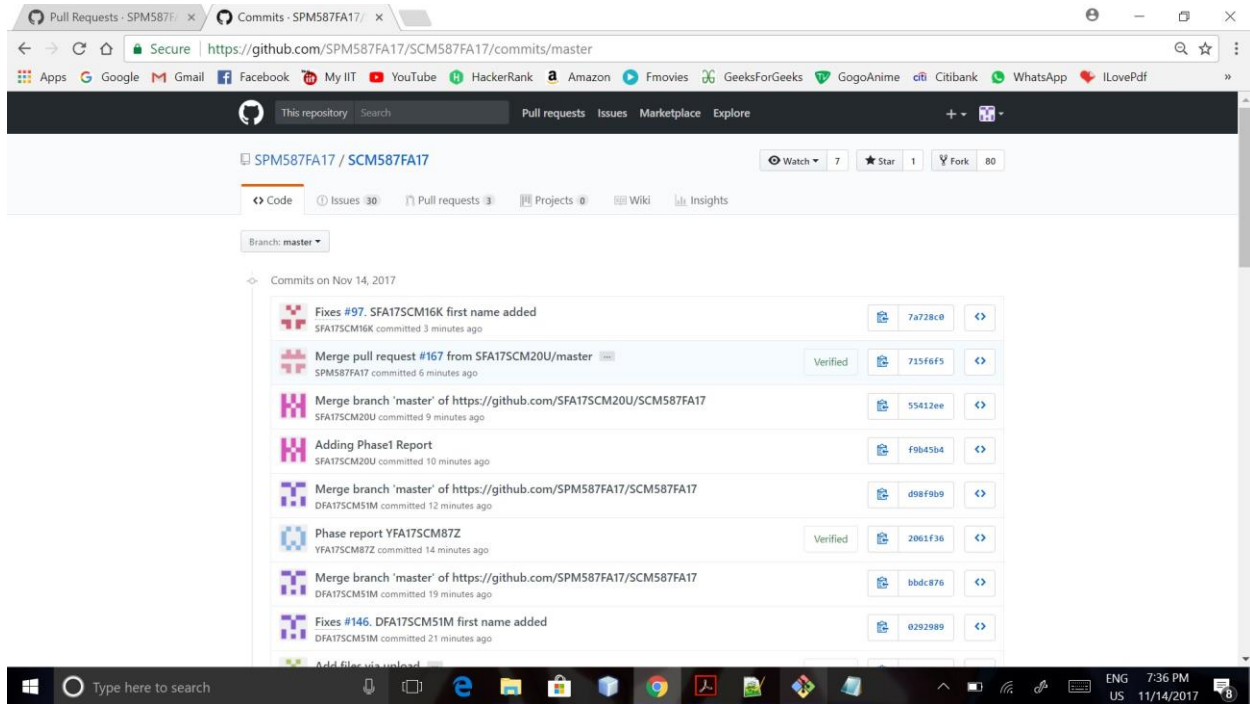 Pull Requests · SPM587F
Commits · SPM587FA17/
Secure | https://github.com/SPM587FA17/SCM587FA17/commits/master
Apps Google Gmail Facebook My IIT YouTube HackerRank Amazon Fmovies GeeksForGeeks GogoAnime citi Citibank WhatsApp ILovePdf »
This repository Search Pull requests Issues Marketplace Explore
SPM587FA17 / SCM587FA17 Watch 7 Star 1 Fork 80
Code Issues 30 Pull requests 3 Projects 0 Wiki Insights
Branch: master
Commits on Nov 14, 2017
Fixes #97. SFA17SCM16K first name added
SFA17SCM16K committed 3 minutes ago
7a728c0
Merge pull request #167 from SFA17SCM20U/master
SPM587FA17 committed 6 minutes ago
Verified 715f6f5
Merge branch 'master' of https://github.com/SFA17SCM20U/SCM587FA17
SFA17SCM20U committed 9 minutes ago
55412ee
Adding Phase1 Report
SFA17SCM20U committed 10 minutes ago
f9b45b4
Merge branch 'master' of https://github.com/SPM587FA17/SCM587FA17
DFA17SCM51M committed 12 minutes ago
d98f9b9
Phase report YFA17SCM87Z
YFA17SCM87Z committed 14 minutes ago
Verified 2061f36
Merge branch 'master' of https://github.com/SPM587FA17/SCM587FA17
DFA17SCM51M committed 19 minutes ago
bbdc876
Fixes #146. DFA17SCM51M first name added
DFA17SCM51M committed 21 minutes ago
0292989
Add files via upload
Type here to search
ENG 7:36 PM
US 11/14/2017
8